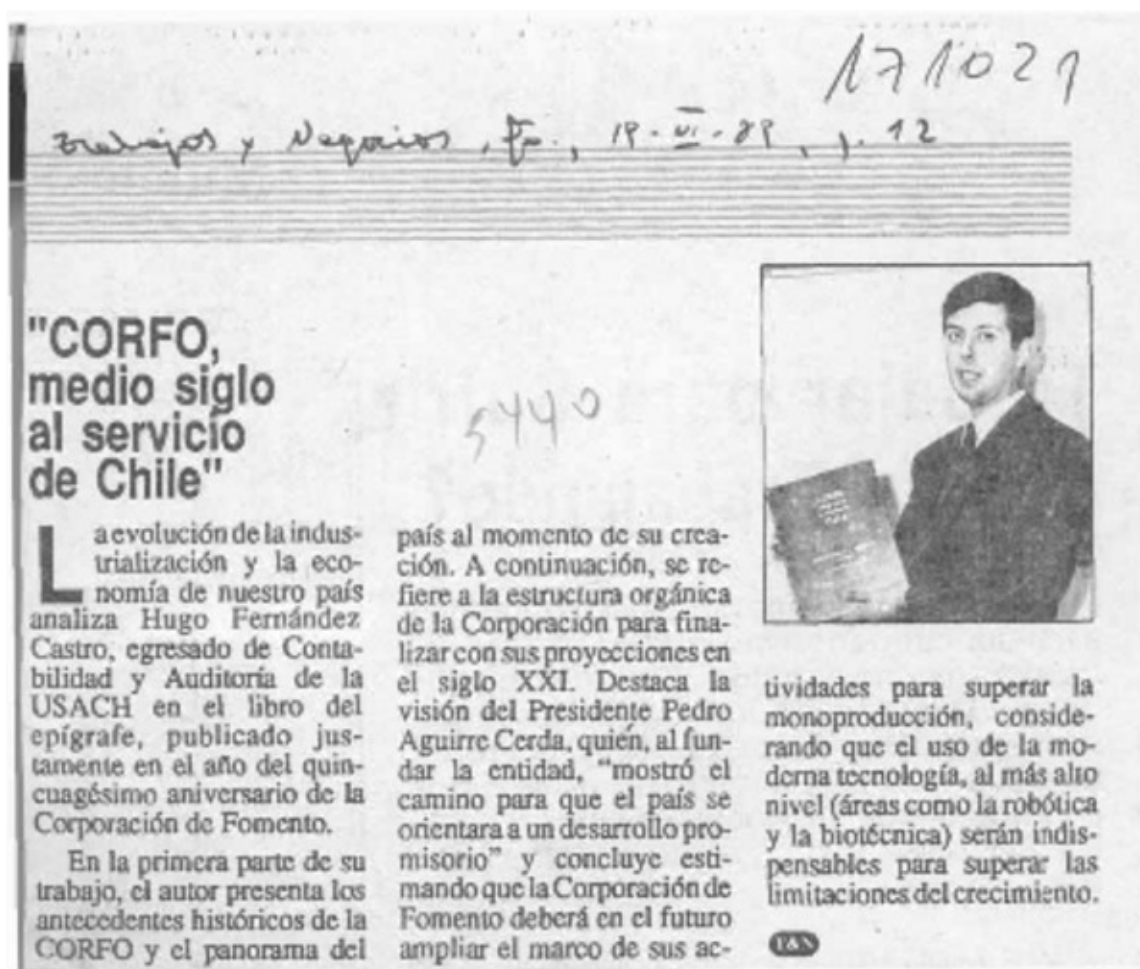 171021
Trabajos y Negocios,
12
"CORFO,
medio siglo
al servicio
de Chile"
5440
La evolución de la indus-
trialización y la eco-
nomía de nuestro país
analiza Hugo Fernández
Castro, egresado de Conta-
bilidad y Auditoría de la
USACH en el libro del
epígrafe, publicado jus-
tamente en el año del quin-
cuagésimo aniversario de la
Corporación de Fomento.
En la primera parte de su
trabajo, el autor presenta los
antecedentes históricos de la
CORFO y el panorama del
país al momento de su crea-
ción. A continuación, se re-
fiere a la estructura orgánica
de la Corporación para fina-
lizar con sus proyecciones en
el siglo XXI. Destaca la
visión del Presidente Pedro
Aguirre Cerda, quién, al fun-
dar la entidad, "mostró el
camino para que el país se
orientara a un desarrollo pro-
misorio" y concluye esti-
mando que la Corporación de
Fomento deberá en el futuro
ampliar el marco de sus ac-
tividades para superar la
monoproducción, conside-
rando que el uso de la mo-
derna tecnología, al más alto
nivel (áreas como la robótica
y la biotécnica) serán indis-
pensables para superar las
limitaciones del crecimiento.
T&N